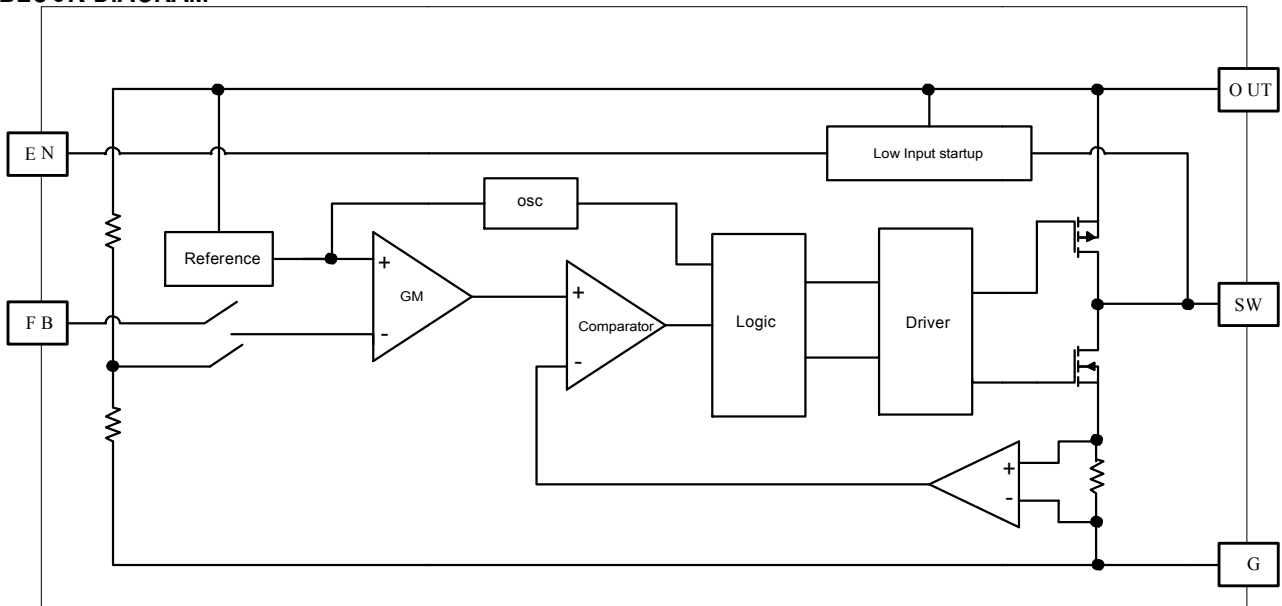 O UT
E N
Low Input startup
osc
Reference
+
GM
-
F B
+
Comparator
-
Logic
Driver
SW
+
-
G